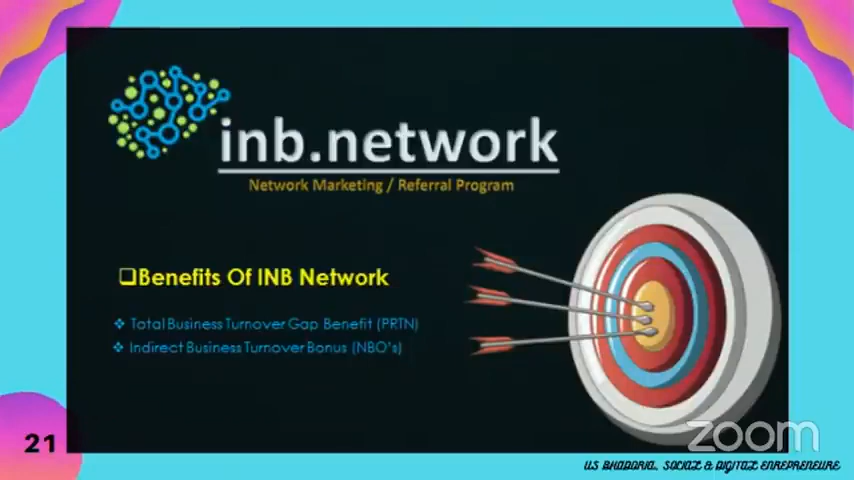 inb.network
Network Marketing / Referral Program
❑Benefits Of INB Network
❖ Total Business Turnover Gap Benefit (PRTN)
❖ Indirect Business Turnover Bonus (NBO's)
zoom
21
US BHADORIA, SOCIAL & DIGITAL ENREPRENEURE